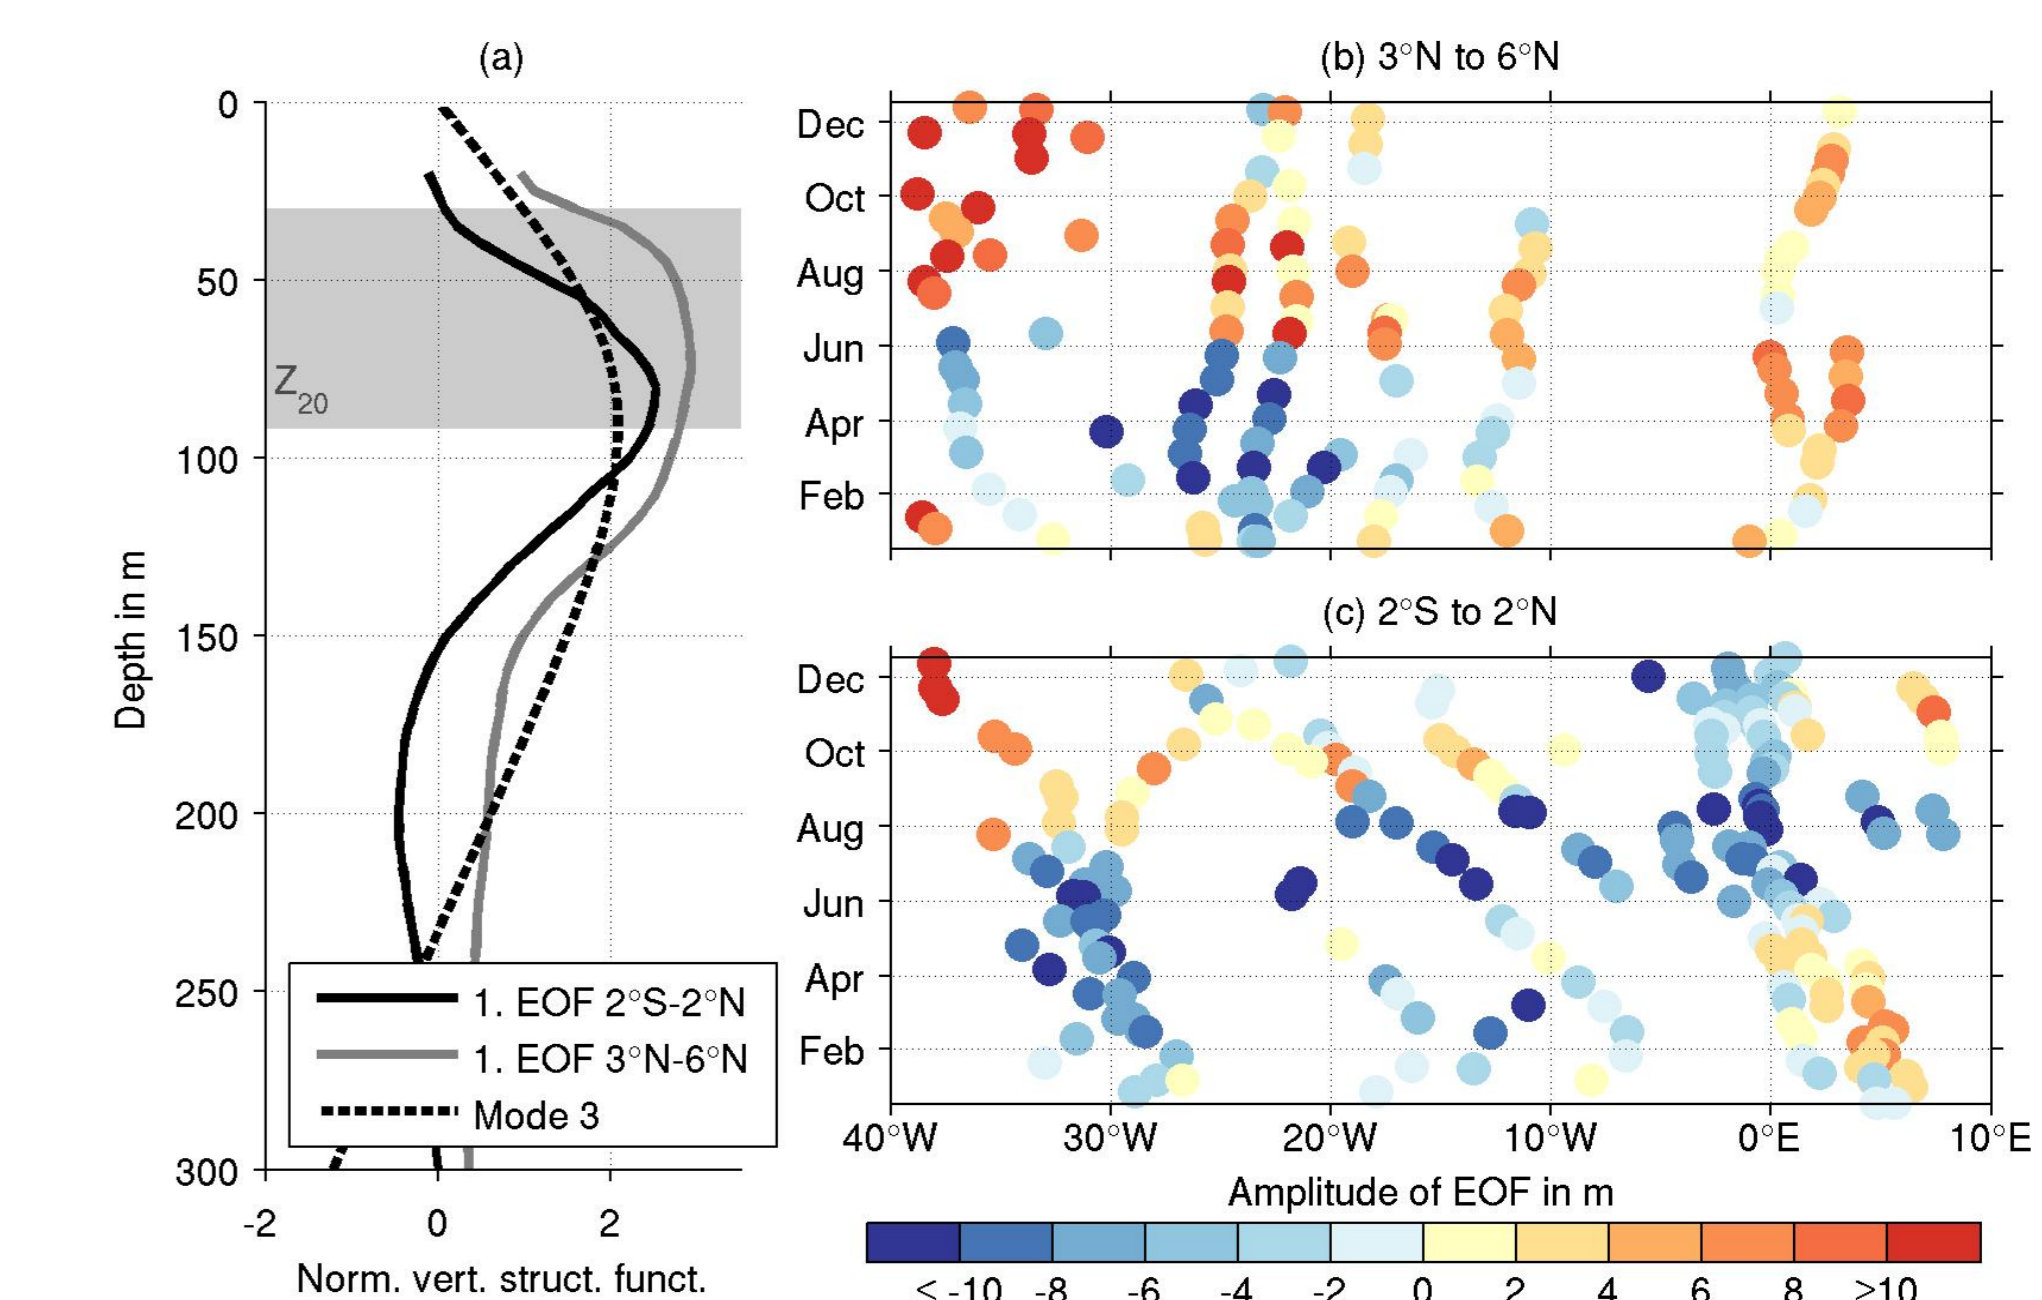 (a)
0
50
100
150
200
250
300
Depth in m
Z20
1. EOF 2°S-2°N
1. EOF 3°N-6°N
Mode 3
-2 0 2
Norm. vert. struct. funct.
(b) 3°N to 6°N
Dec
Oct
Aug
Jun
Apr
Feb
(c) 2°S to 2°N
Dec
Oct
Aug
Jun
Apr
Feb
40°W 30°W 20°W 10°W 0°E 10°E
Amplitude of EOF in m
< -10 -8 -6 -4 -2 0 2 4 6 8 >10